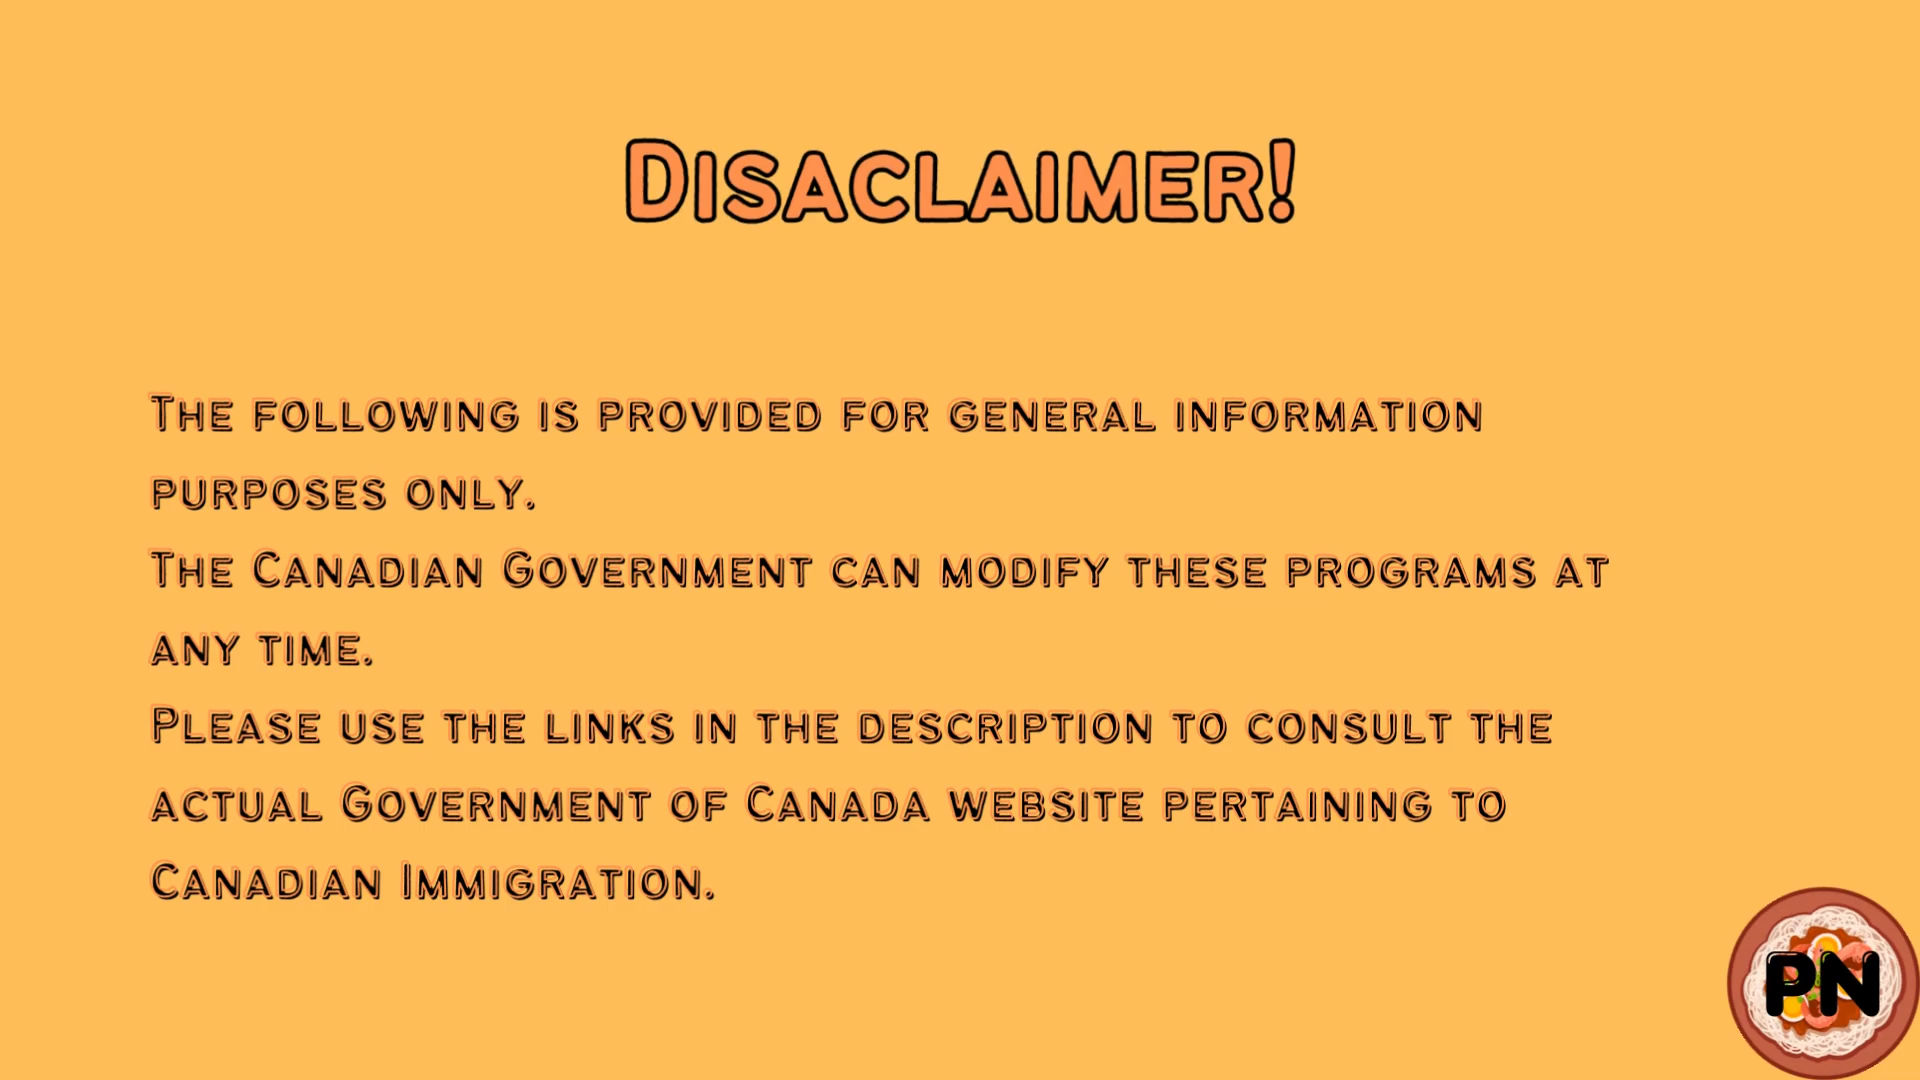 Disaclaimer!
The following is provided for general information
purposes only.
The Canadian Government can modify these programs at
any time.
Please use the links in the description to consult the
actual Government of Canada website pertaining to
Canadian Immigration.
PN